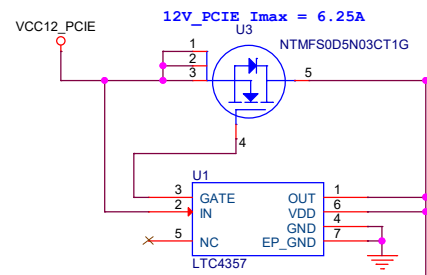 12V_PCIE Imax = 6.25A
VCC12_PCIE
U3
NTMFS0D5N03CT1G
1
2
3
5
4
U1
3 GATE OUT 1
2 IN VDD 6
GND 4
5 NC EP_GND 7
LTC4357